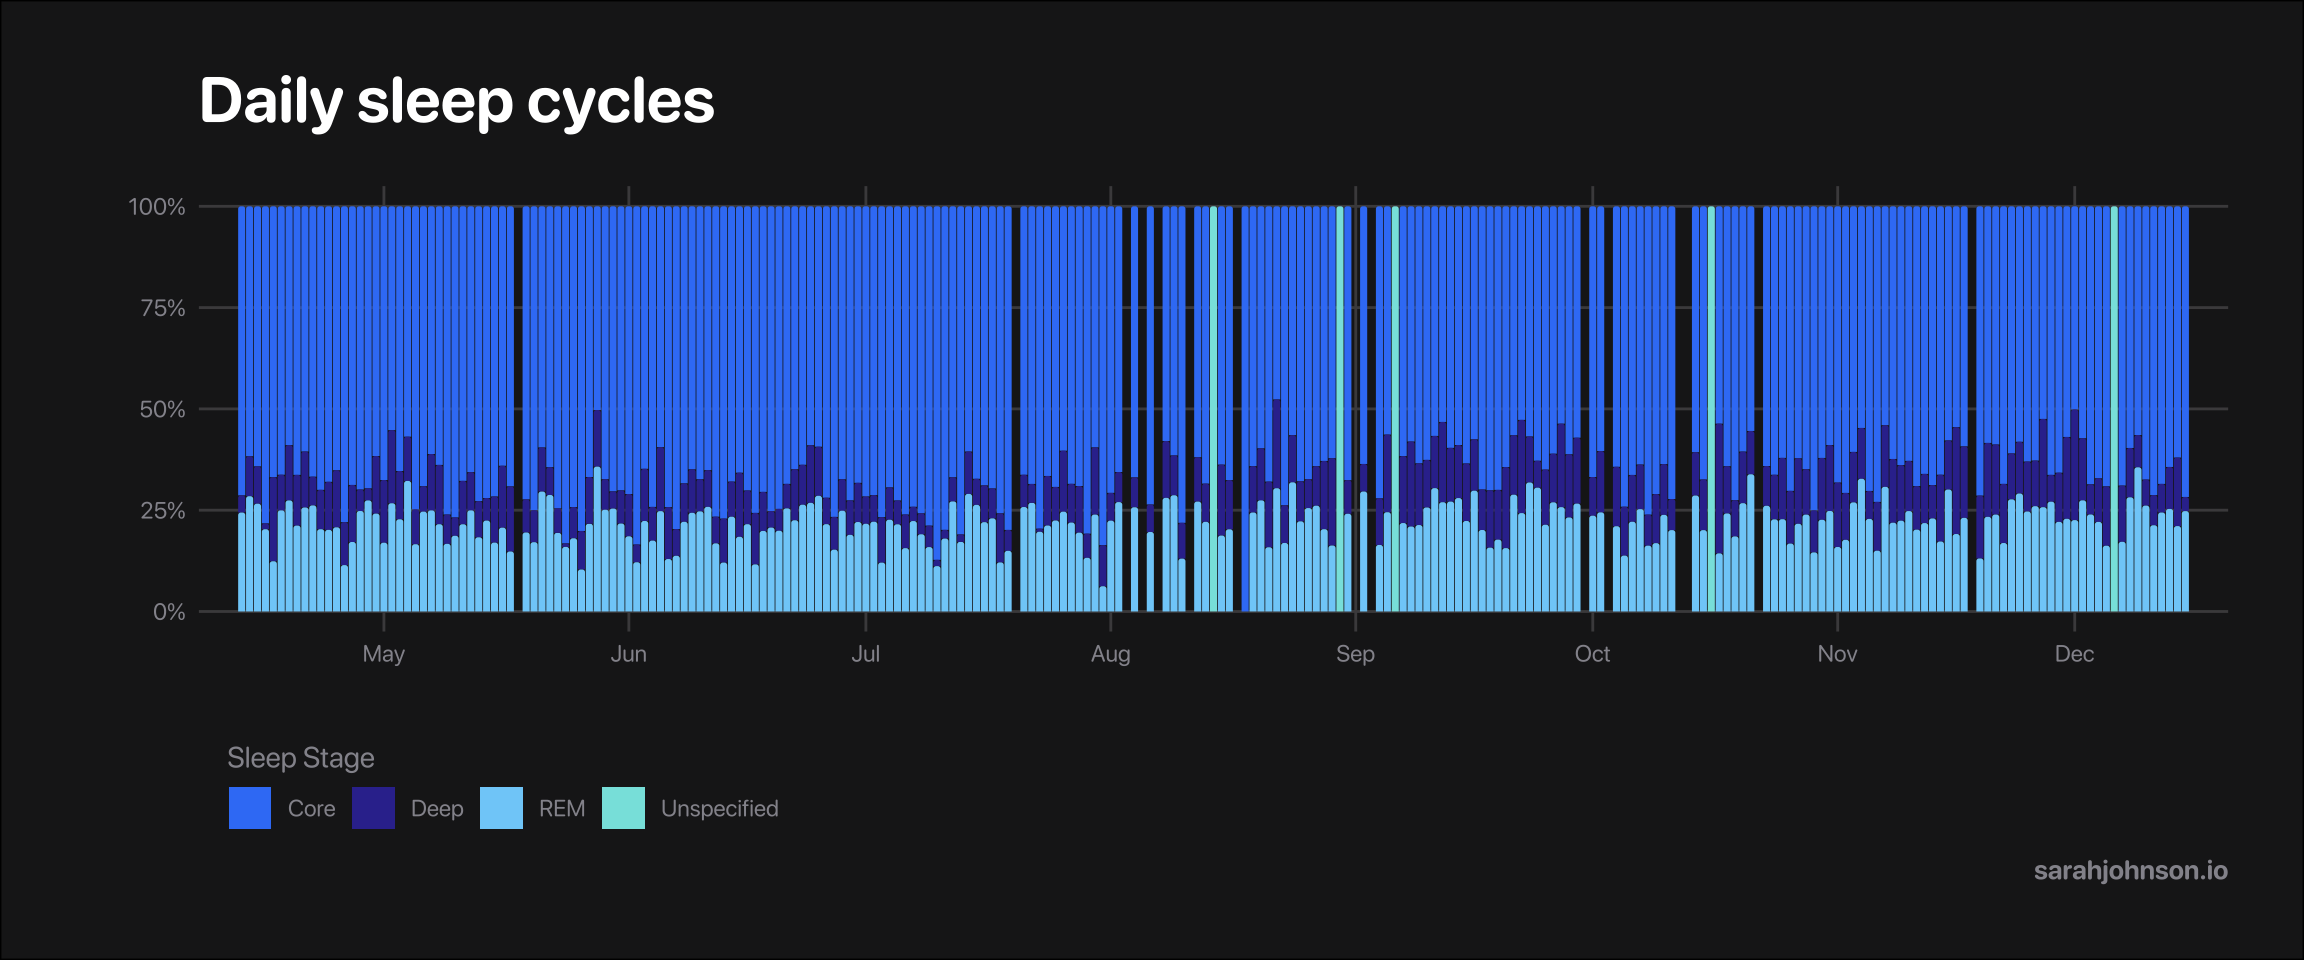 Daily sleep cycles
100%
75%
50%
25%
0%
May Jun Jul Aug Sep Oct Nov Dec
Sleep Stage
Core Deep REM Unspecified
sarahjohnson.io